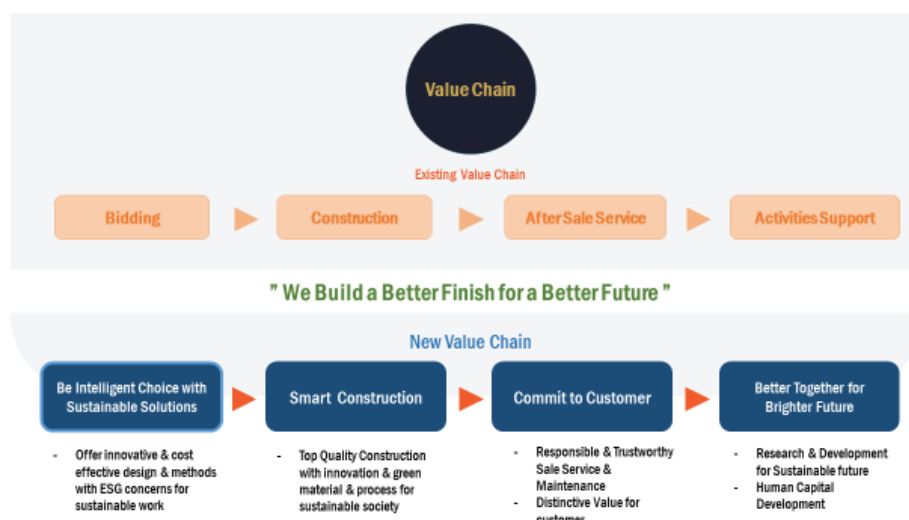 Value Chain
Existing Value Chain
Bidding
Construction
After Sale Service
Activities Support
" We Build a Better Finish for a Better Future "
New Value Chain
Be Intelligent Choice with
Sustainable Solutions
Smart Construction
Commit to Customer
Better Together for
Brighter Future
- Offer innovative & cost
effective design & methods
with ESG concerns for
sustainable work
- Top Quality Construction
with innovation & green
material & process for
sustainable society
- Responsible & Trustworthy
Sale Service &
Maintenance
- Distinctive Value for
customer
- Research & Development
for Sustainable future
- Human Capital
Development